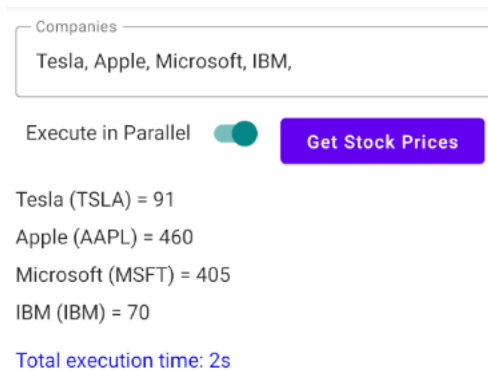 Companies
Tesla, Apple, Microsoft, IBM,
Execute in Parallel
Get Stock Prices
Tesla (TSLA) = 91
Apple (AAPL) = 460
Microsoft (MSFT) = 405
IBM (IBM) = 70
Total execution time: 2s